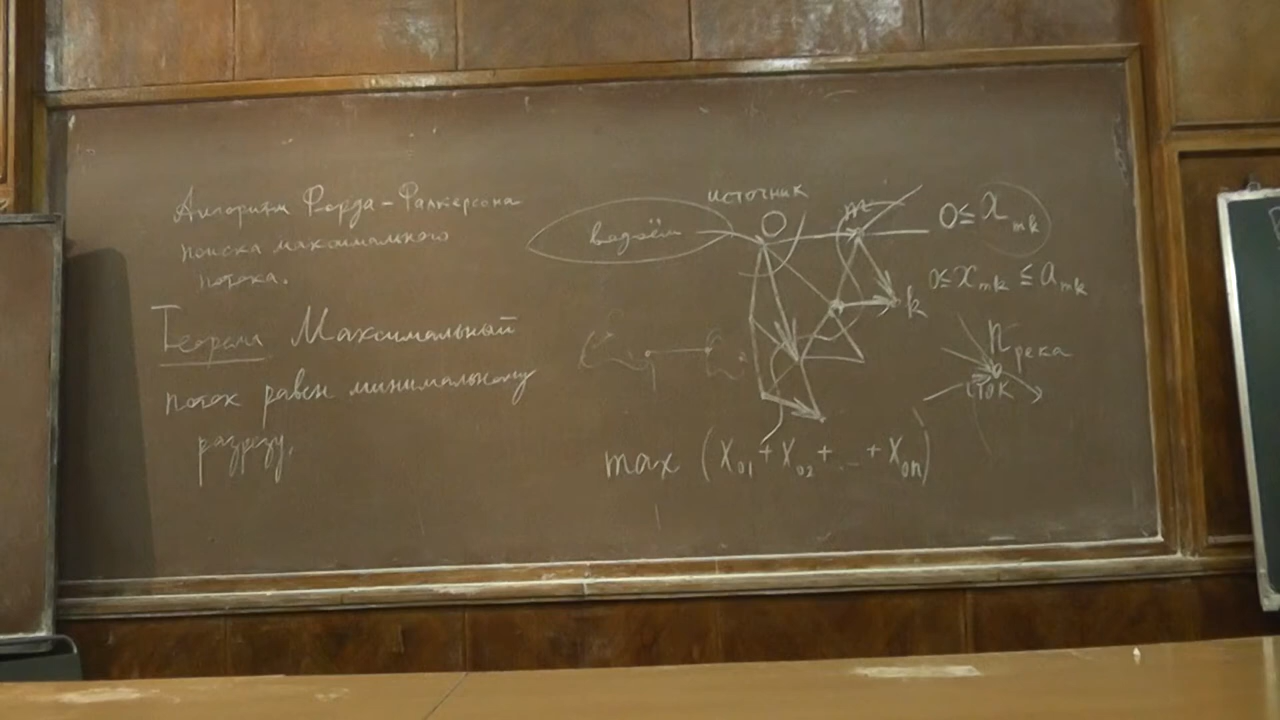 Алгоритм Форда-Фалкерсона
поиска максимального
потока.
Теорема Максимальный
поток равен минимальному
разрезу.
источник
водоём
0
m
0 ≤ x_mk
0 ≤ x_mk ≤ a_mk
k
n
река
сток
max (x_01 + x_02 + ... + x_0n)